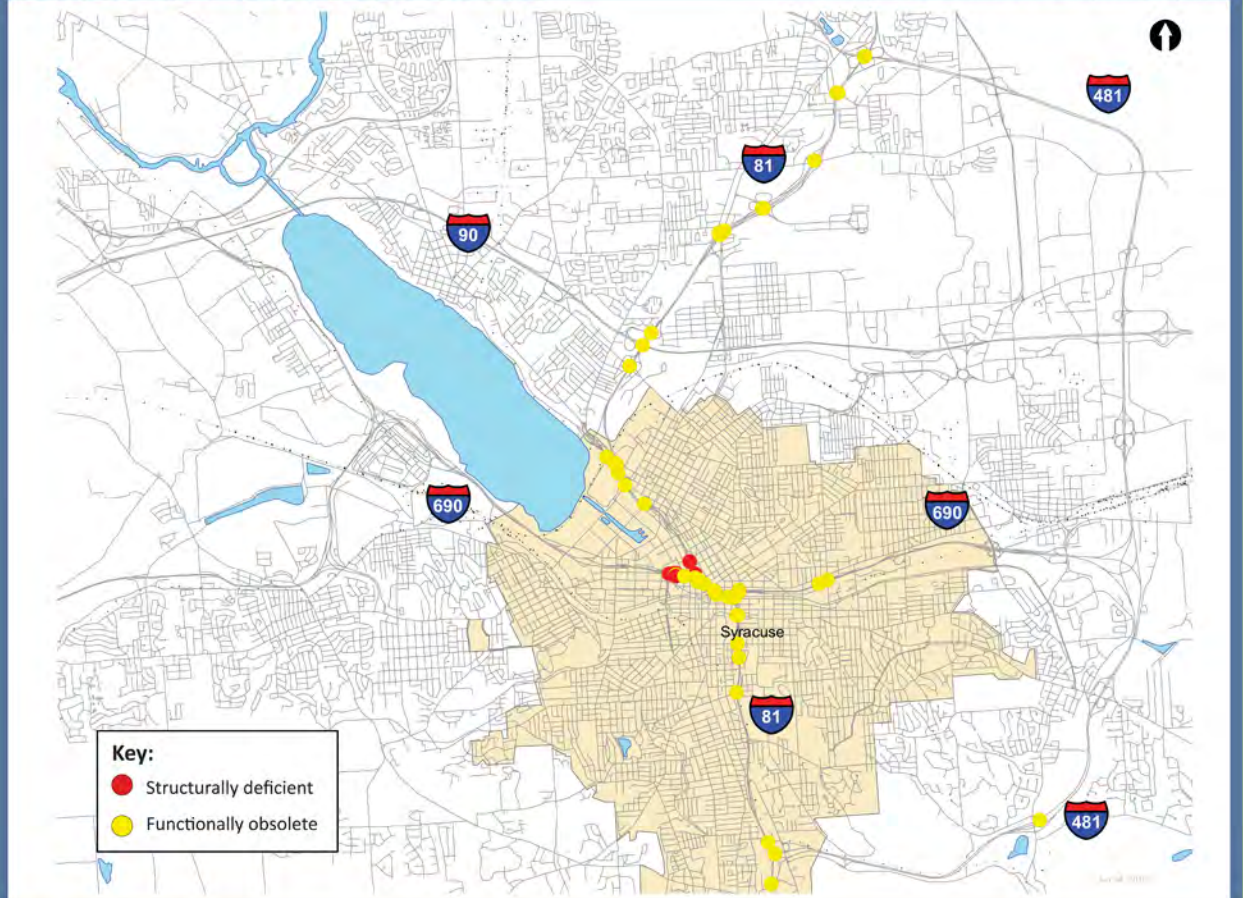 481
81
90
690
690
Syracuse
81
Key:
Structurally deficient
Functionally obsolete
481